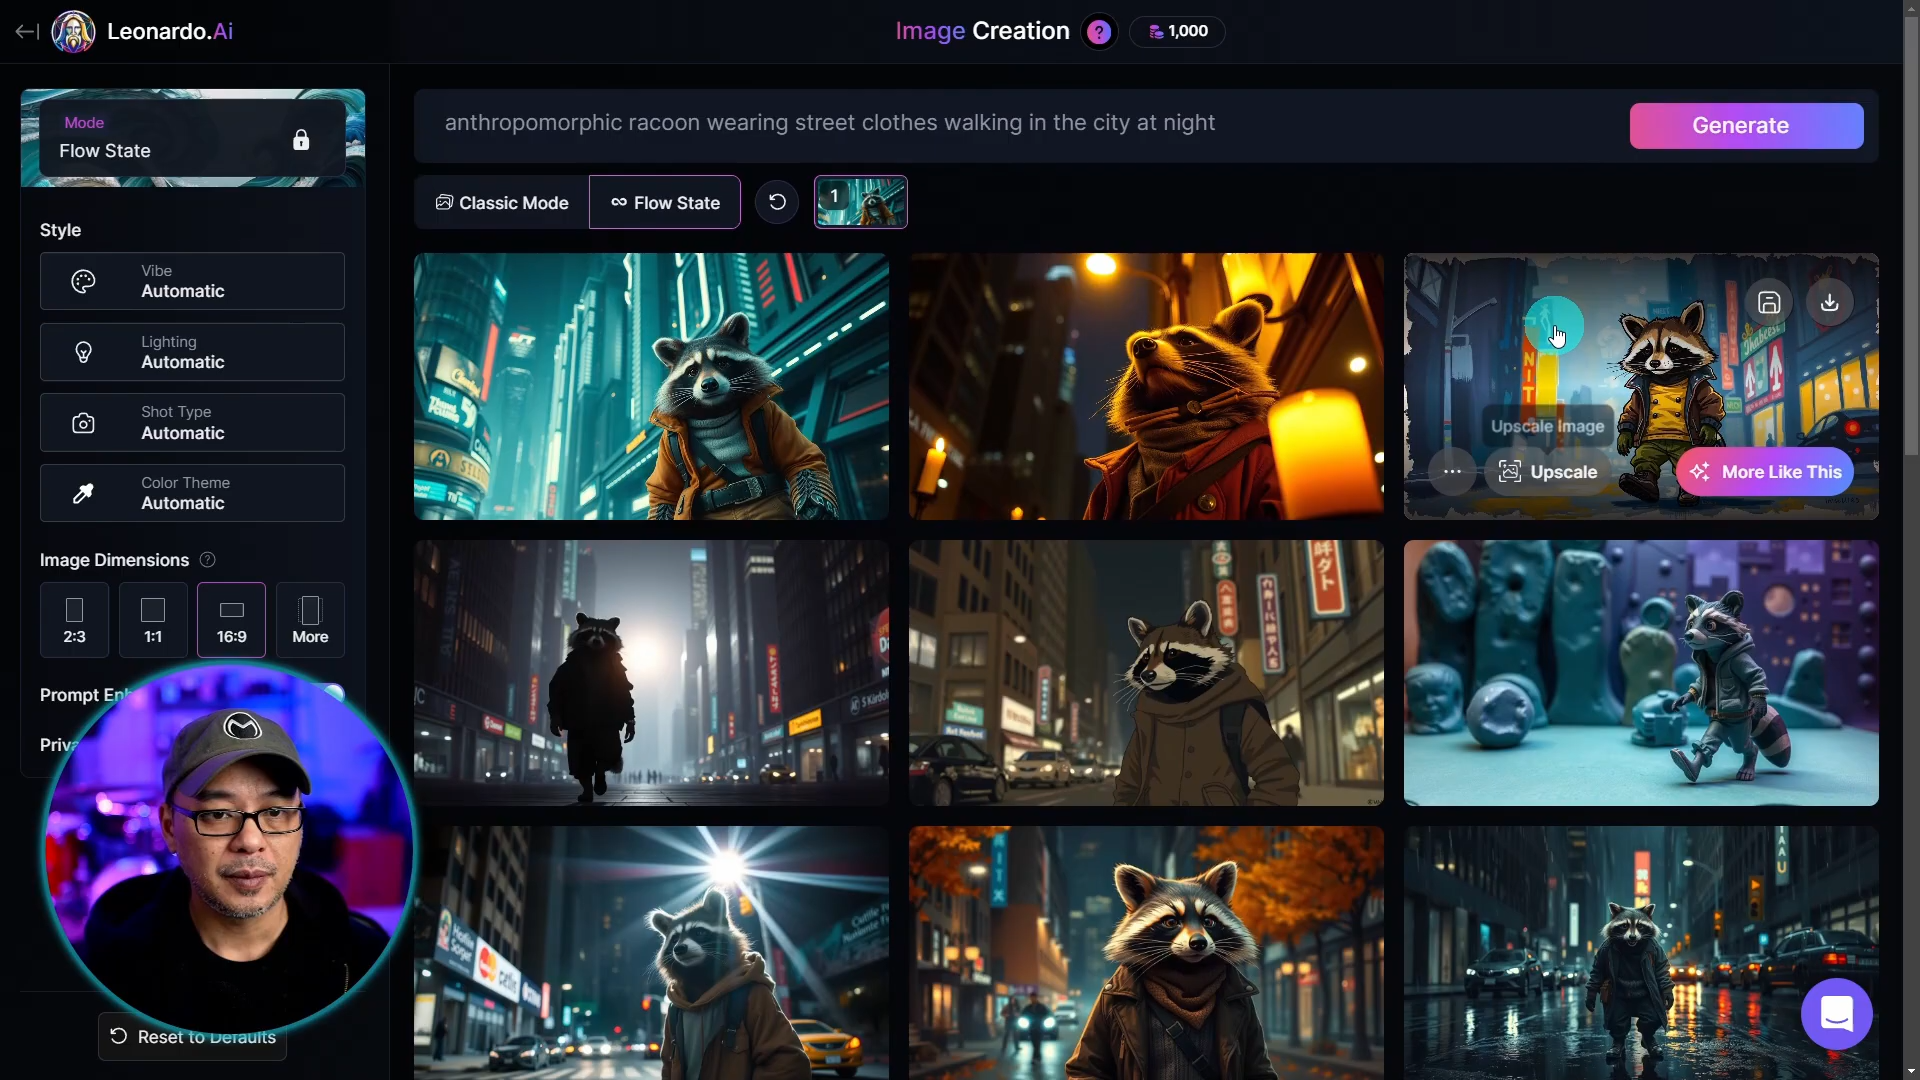 Leonardo.Ai
Image Creation
?
1,000
Mode
Flow State
anthropomorphic racoon wearing street clothes walking in the city at night
Generate
Classic Mode
Flow State
1
Style
Vibe
Automatic
Lighting
Automatic
Shot Type
Automatic
Color Theme
Automatic
Image Dimensions ?
2:3
1:1
16:9
More
Prompt En
Priva
Reset to Defaults
Upscale Image
Upscale
More Like This